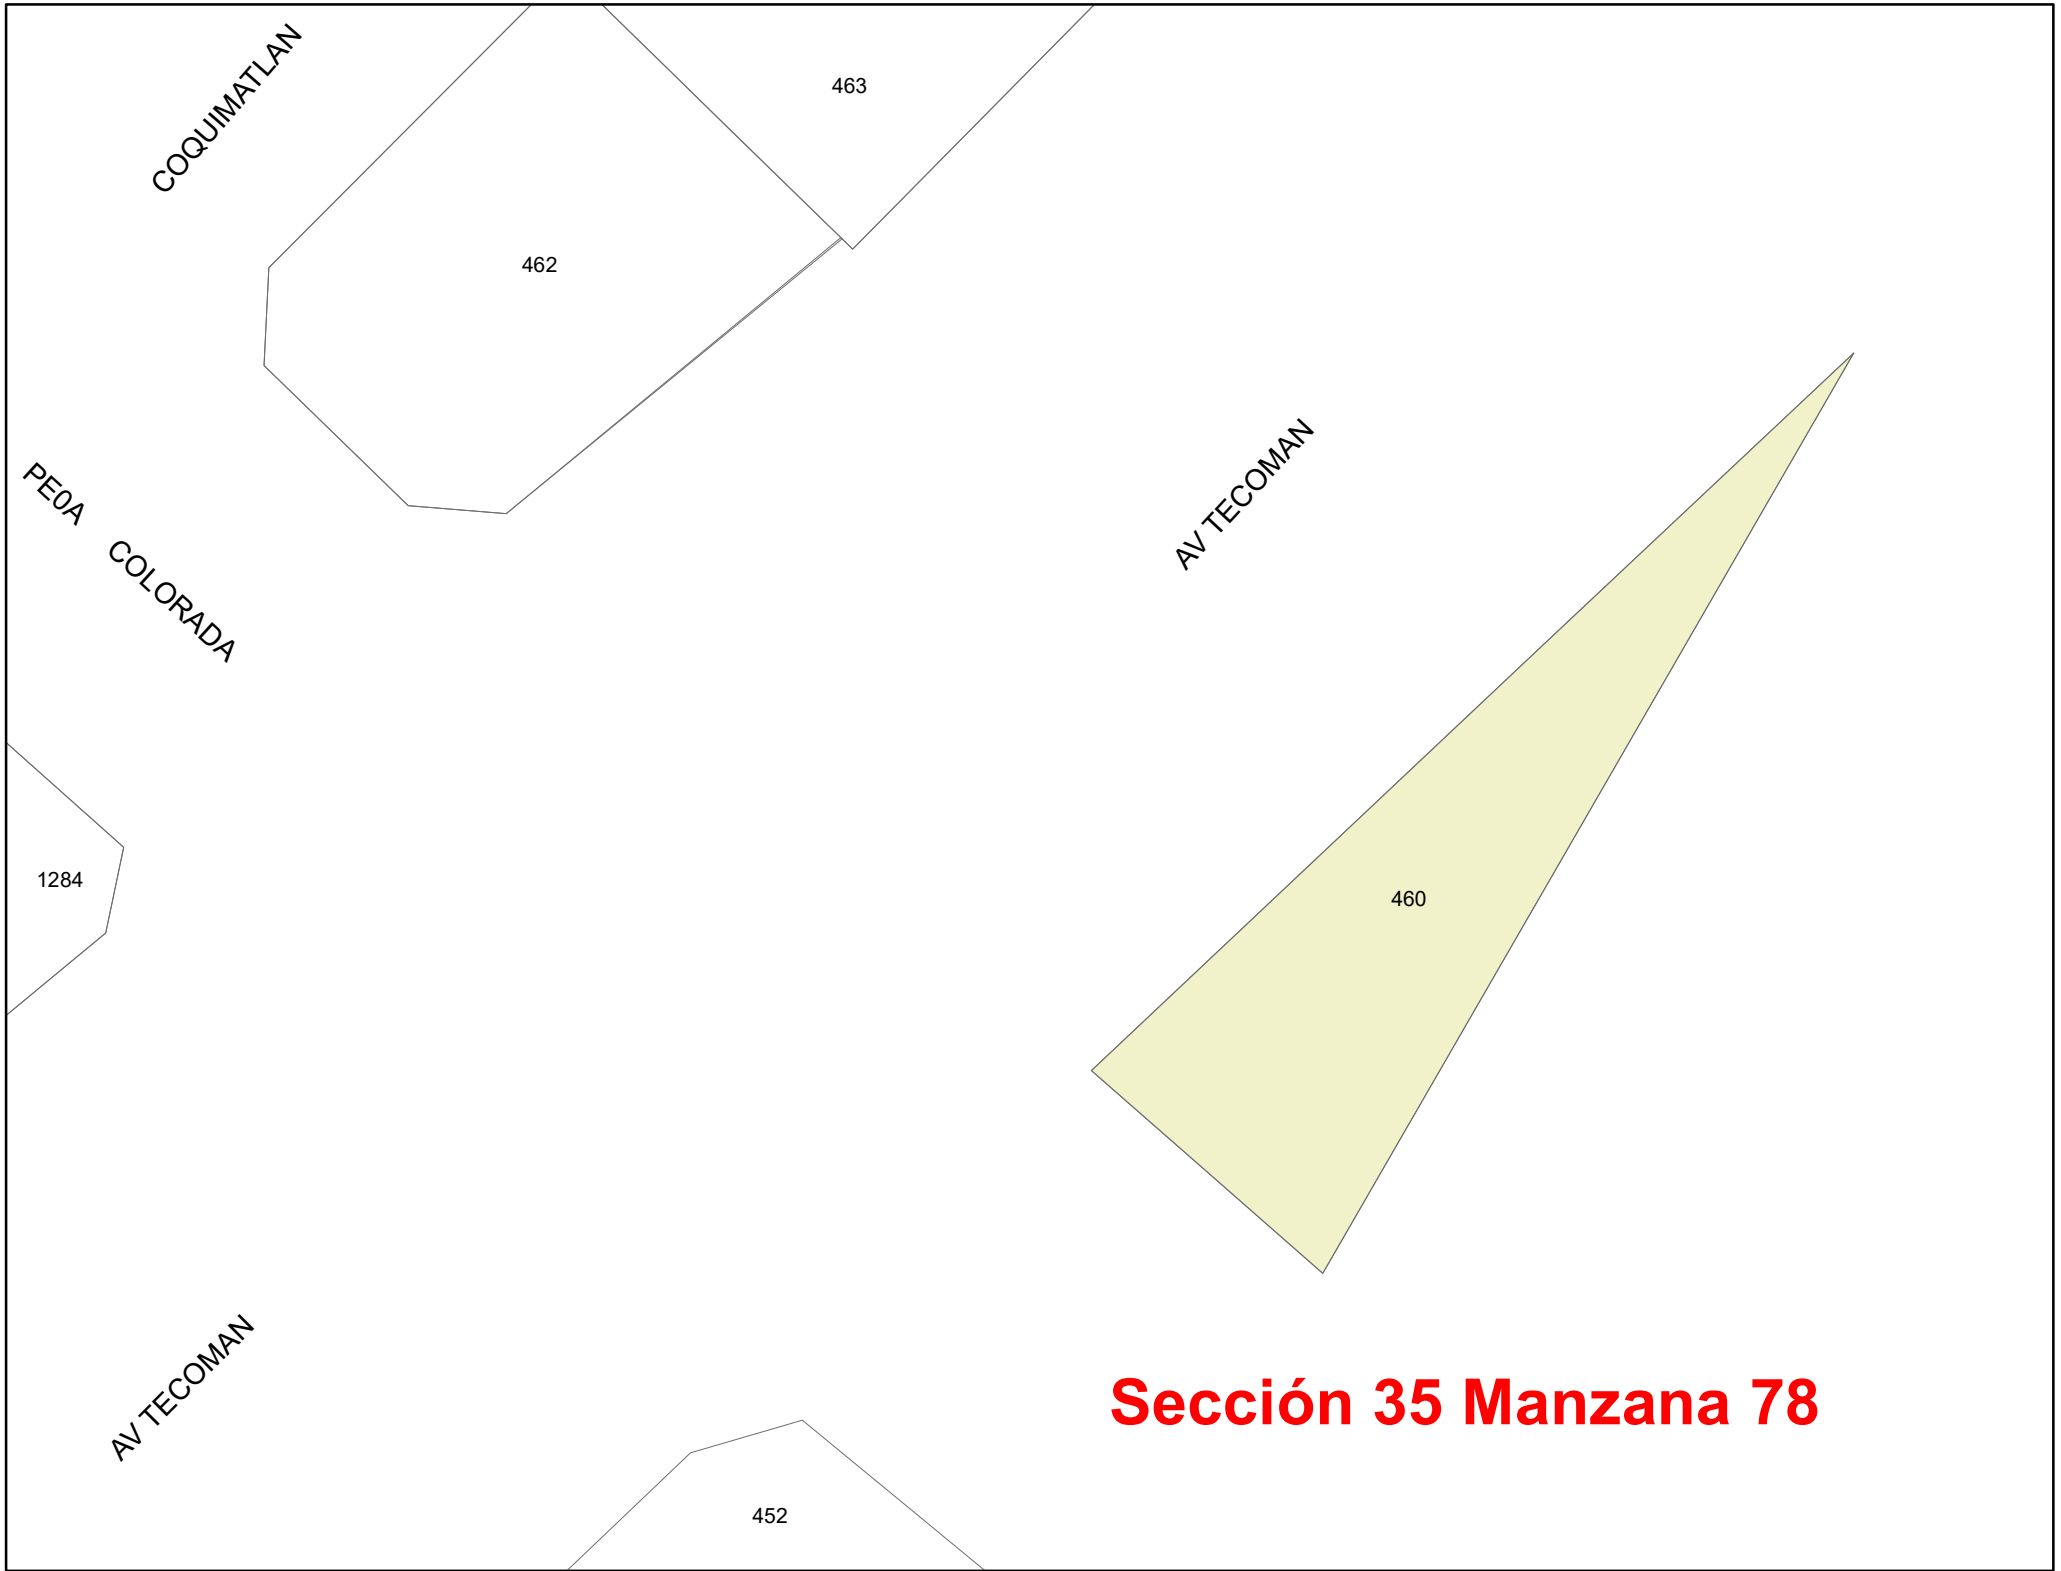 COQUIMATLAN
463
462
AV TECOMAN
PE0A COLORADA
1284
460
AV TECOMAN
Sección 35 Manzana 78
452